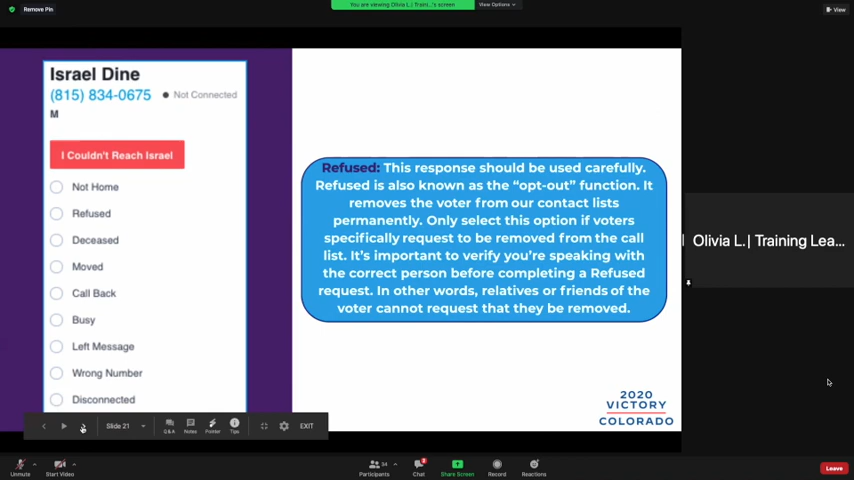 Remove Pin
You are viewing Olivia L.| Traini...'s screen
View Options
View
Israel Dine
(815) 834-0675
Not Connected
M
I Couldn't Reach Israel
Not Home
Refused
Deceased
Moved
Call Back
Busy
Left Message
Wrong Number
Disconnected
Refused: This response should be used carefully.
Refused is also known as the “opt-out” function. It
removes the voter from our contact lists
permanently. Only select this option if voters
specifically request to be removed from the call
list. It’s important to verify you’re speaking with
the correct person before completing a Refused
request. In other words, relatives or friends of the
voter cannot request that they be removed.
2020
VICTORY
COLORADO
Olivia L.| Training Lea...
Slide 21
Q&A
Notes
Pointer
Tips
EXIT
Unmute
Start Video
Participants
34
Chat
Share Screen
Record
Reactions
Leave